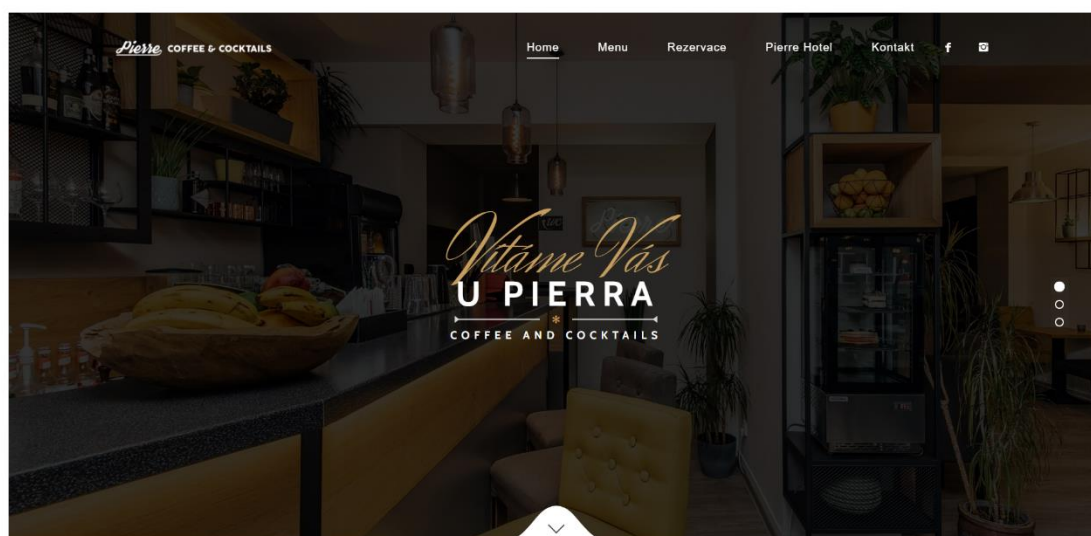 Pierre COFFEE & COCKTAILS
Home Menu Rezervace Pierre Hotel Kontakt f
Vítáme Vás
U PIERRA
COFFEE AND COCKTAILS